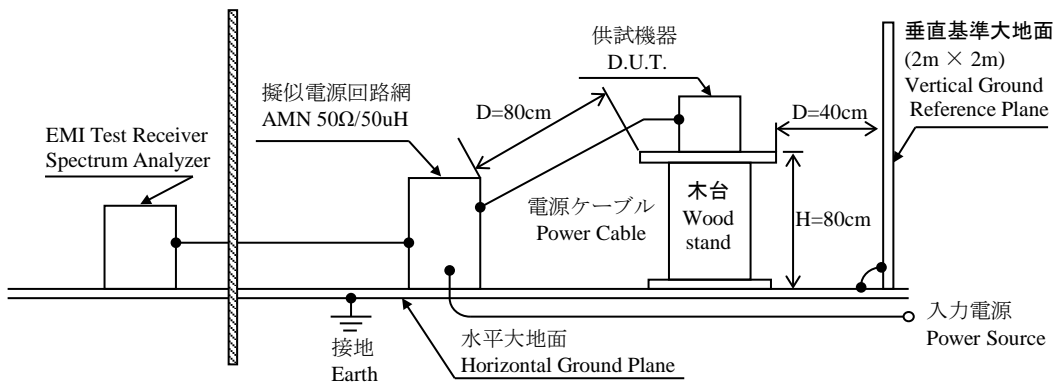 供試機器
D.U.T.
垂直基準大地面
(2m × 2m)
Vertical Ground
Reference Plane
擬似電源回路網
AMN 50Ω/50uH
D=80cm
D=40cm
EMI Test Receiver
Spectrum Analyzer
電源ケーブル
Power Cable
木台
Wood
stand
H=80cm
接地
Earth
水平大地面
Horizontal Ground Plane
入力電源
Power Source